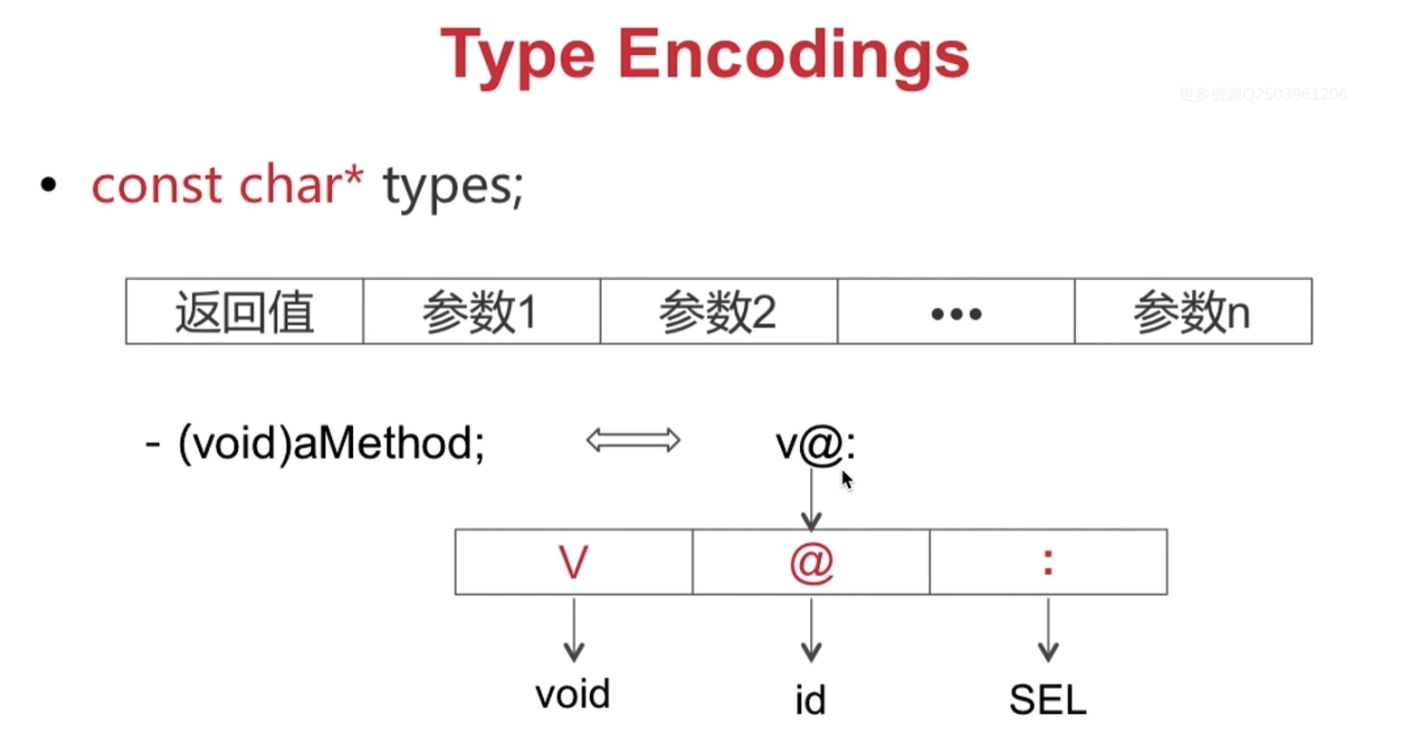 Type Encodings
更多资源Q2503961206
• const char* types;
返回值 参数1 参数2 ••• 参数n
- (void)aMethod; v@:
V @ :
void id SEL